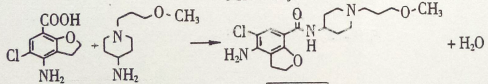 COOH
O
Cl
NH₂
+
N
O-CH₃
NH₂
O
Cl
N
H
N
O-CH₃
H₂N
O
+ H₂O